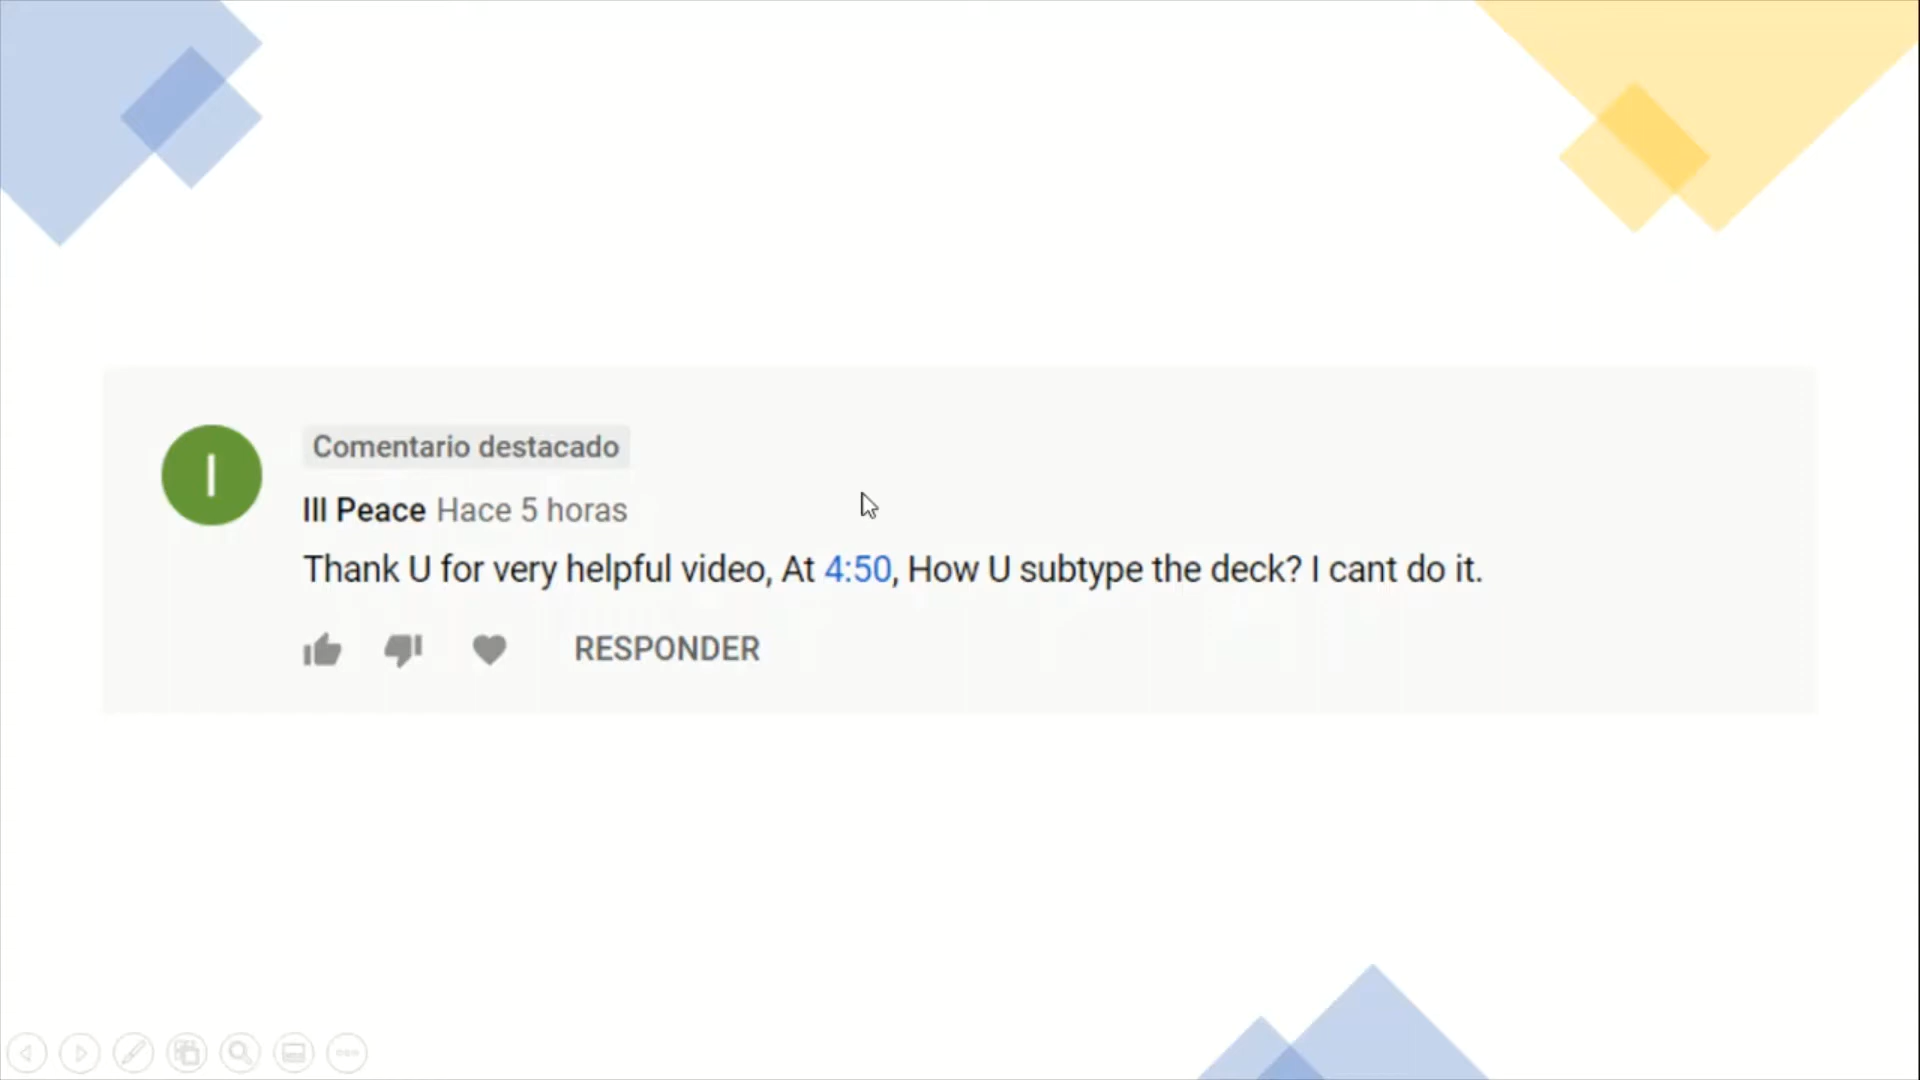 Comentario destacado
I
Ill Peace Hace 5 horas
Thank U for very helpful video, At 4:50, How U subtype the deck? I cant do it.
RESPONDER